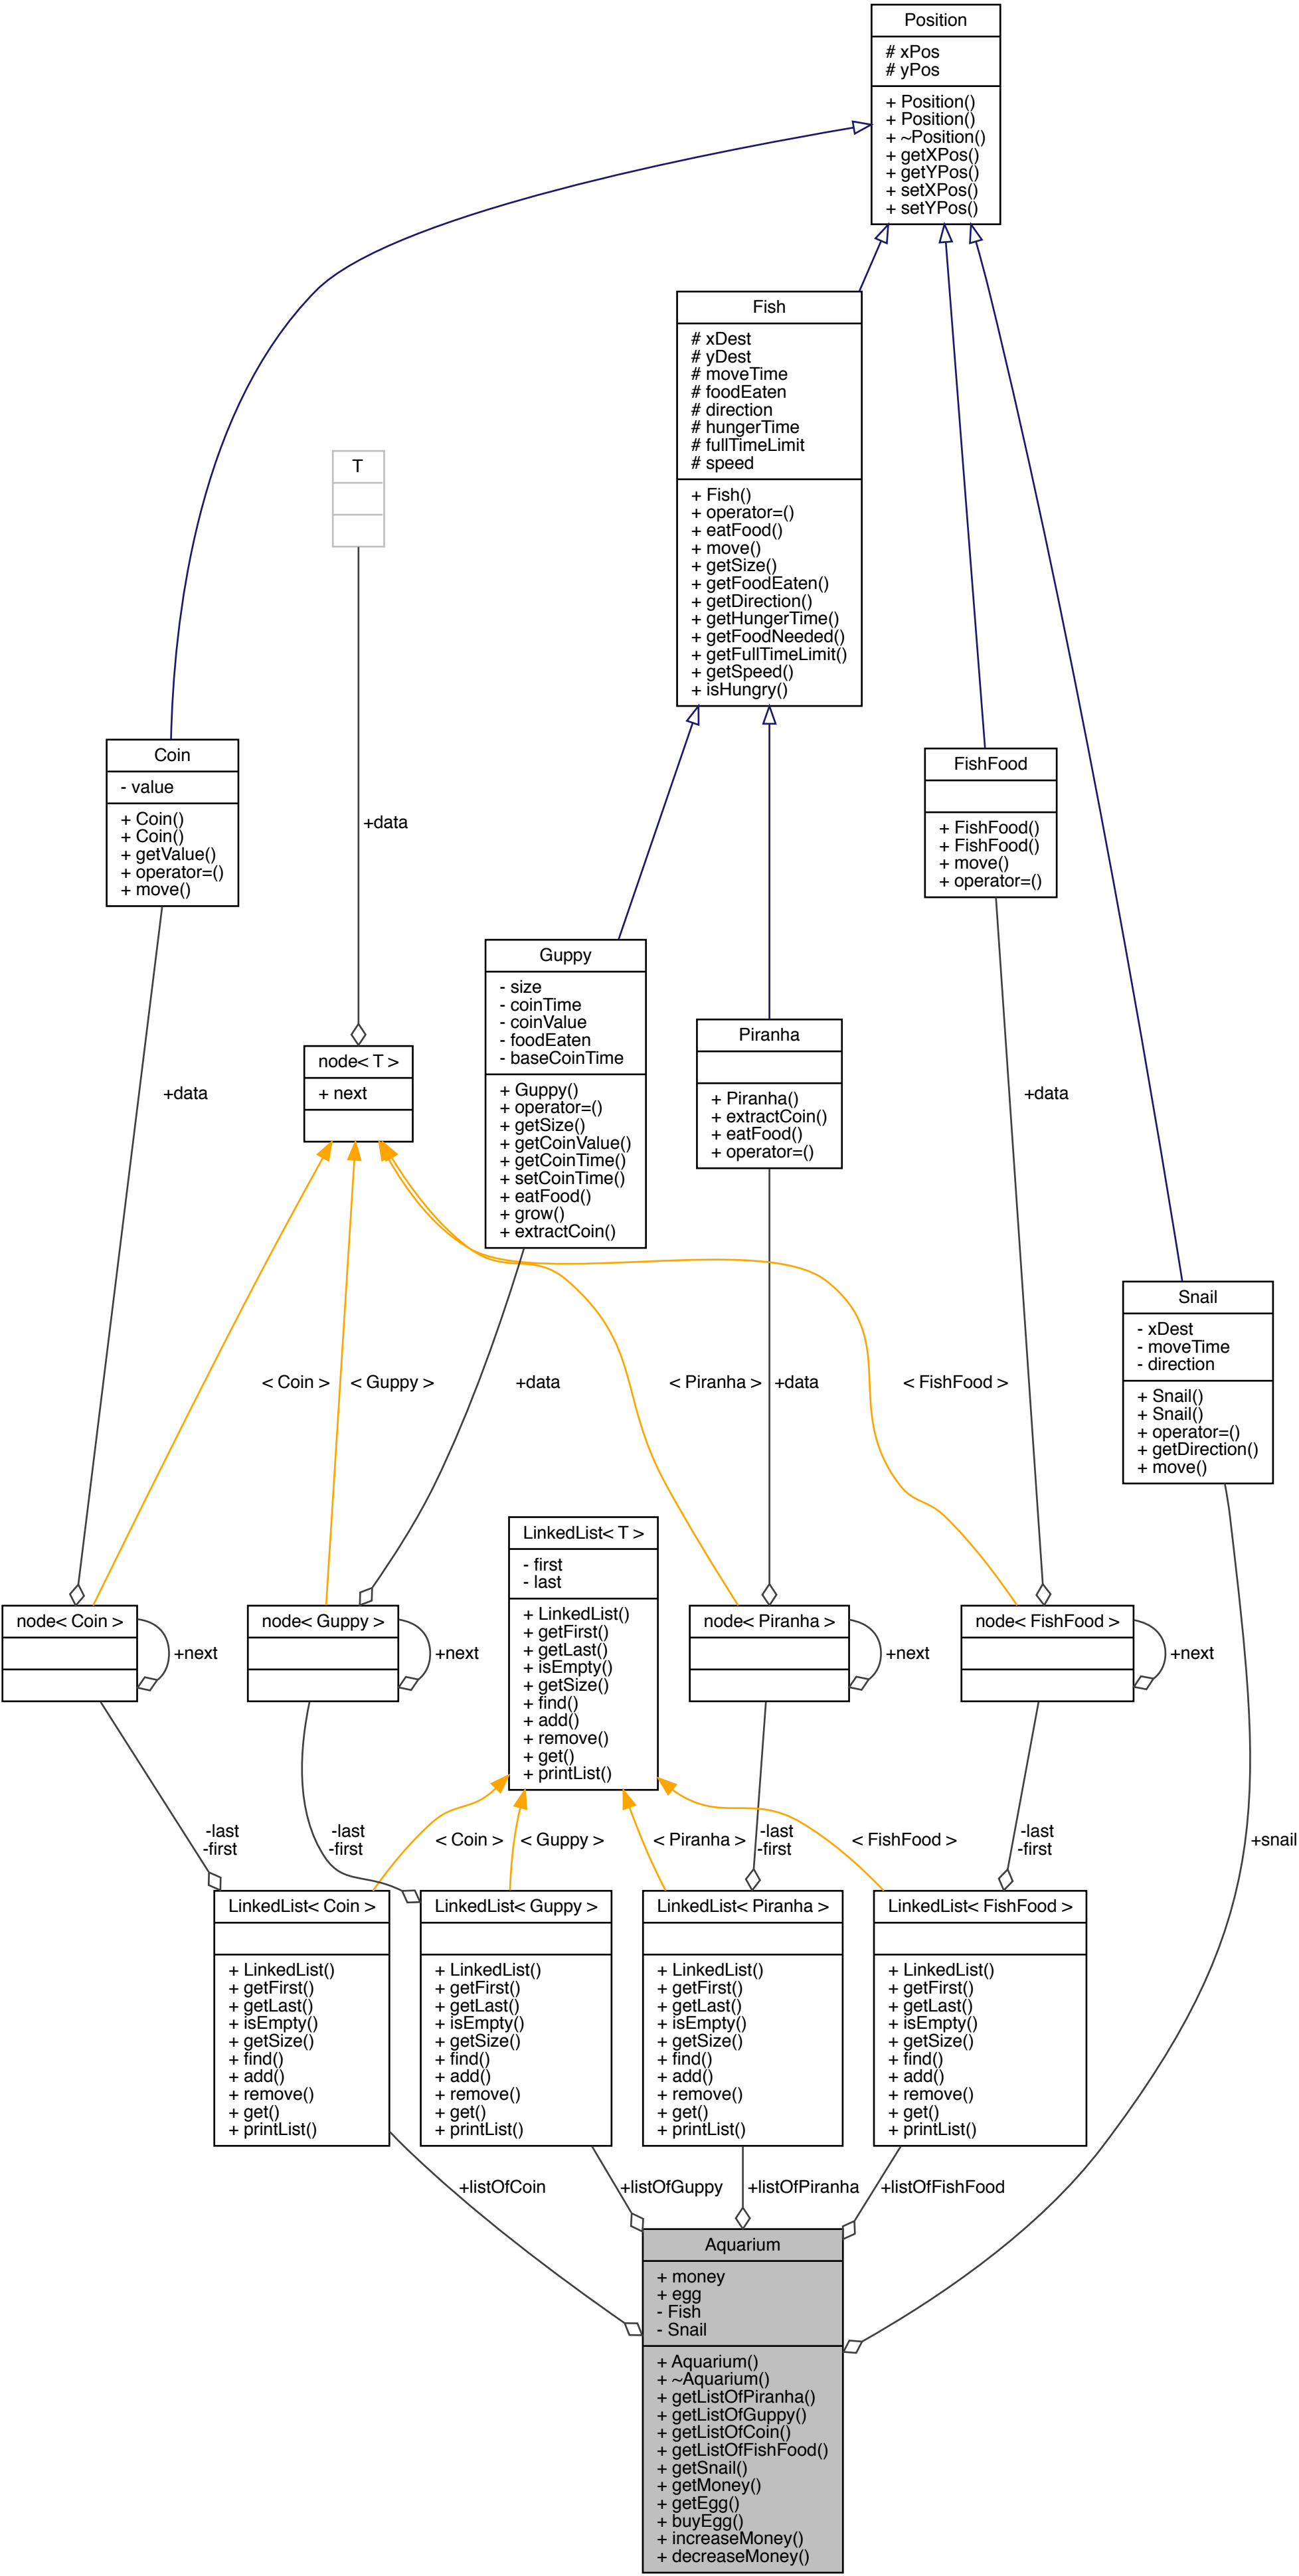 Position
# xPos
# yPos
+ Position()
+ Position()
+ ~Position()
+ getXPos()
+ getYPos()
+ setXPos()
+ setYPos()
Fish
# xDest
# yDest
# moveTime
# foodEaten
# direction
# hungerTime
# fullTimeLimit
# speed
+ Fish()
+ operator=()
+ eatFood()
+ move()
+ getSize()
+ getFoodEaten()
+ getDirection()
+ getHungerTime()
+ getFoodNeeded()
+ getFullTimeLimit()
+ getSpeed()
+ isHungry()
T
Coin
- value
+ Coin()
+ Coin()
+ getValue()
+ operator=()
+ move()
+data
FishFood
+ FishFood()
+ FishFood()
+ move()
+ operator=()
Guppy
- size
- coinTime
- coinValue
- foodEaten
- baseCoinTime
+ Guppy()
+ operator=()
+ getSize()
+ getCoinValue()
+ getCoinTime()
+ setCoinTime()
+ eatFood()
+ grow()
+ extractCoin()
Piranha
+ Piranha()
+ extractCoin()
+ eatFood()
+ operator=()
node< T >
+ next
+data
+data
Snail
- xDest
- moveTime
- direction
+ Snail()
+ Snail()
+ operator=()
+ getDirection()
+ move()
< Coin >
< Guppy >
+data
< Piranha >
+data
< FishFood >
LinkedList< T >
- first
- last
+ LinkedList()
+ getFirst()
+ getLast()
+ isEmpty()
+ getSize()
+ find()
+ add()
+ remove()
+ get()
+ printList()
node< Coin >
+next
node< Guppy >
+next
node< Piranha >
+next
node< FishFood >
+next
-last
-first
< Coin >
-last
-first
< Guppy >
< Piranha >
-last
-first
< FishFood >
-last
-first
+snail
LinkedList< Coin >
+ LinkedList()
+ getFirst()
+ getLast()
+ isEmpty()
+ getSize()
+ find()
+ add()
+ remove()
+ get()
+ printList()
LinkedList< Guppy >
+ LinkedList()
+ getFirst()
+ getLast()
+ isEmpty()
+ getSize()
+ find()
+ add()
+ remove()
+ get()
+ printList()
LinkedList< Piranha >
+ LinkedList()
+ getFirst()
+ getLast()
+ isEmpty()
+ getSize()
+ find()
+ add()
+ remove()
+ get()
+ printList()
LinkedList< FishFood >
+ LinkedList()
+ getFirst()
+ getLast()
+ isEmpty()
+ getSize()
+ find()
+ add()
+ remove()
+ get()
+ printList()
+listOfCoin
+listOfGuppy
+listOfPiranha
+listOfFishFood
Aquarium
+ money
+ egg
- Fish
- Snail
+ Aquarium()
+ ~Aquarium()
+ getListOfPiranha()
+ getListOfGuppy()
+ getListOfCoin()
+ getListOfFishFood()
+ getSnail()
+ getMoney()
+ getEgg()
+ buyEgg()
+ increaseMoney()
+ decreaseMoney()